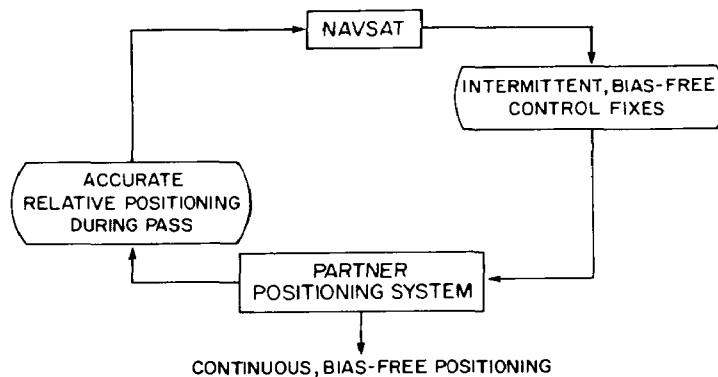 NAVSAT
INTERMITTENT, BIAS-FREE
CONTROL FIXES
ACCURATE
RELATIVE POSITIONING
DURING PASS
PARTNER
POSITIONING SYSTEM
CONTINUOUS, BIAS-FREE POSITIONING